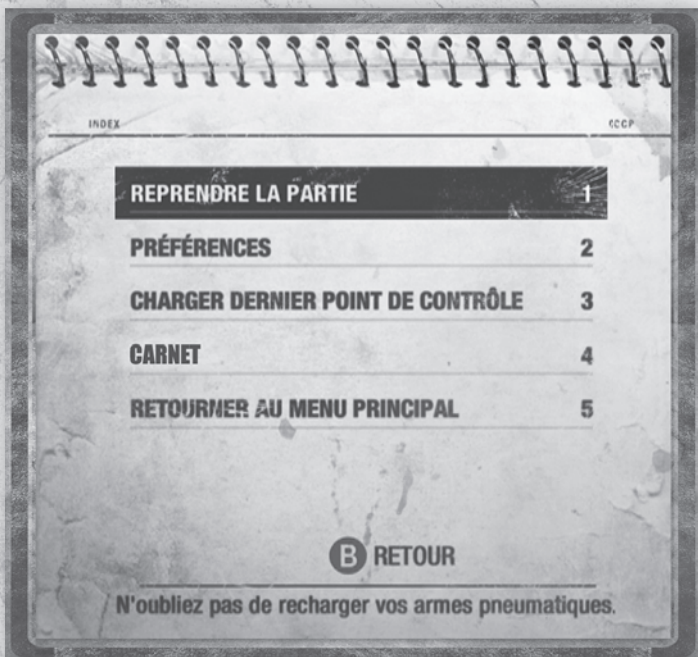 INDEX СССР
REPRENDRE LA PARTIE 1
PRÉFÉRENCES 2
CHARGER DERNIER POINT DE CONTRÔLE 3
CARNET 4
RETOURNER AU MENU PRINCIPAL 5
B RETOUR
N'oubliez pas de recharger vos armes pneumatiques.